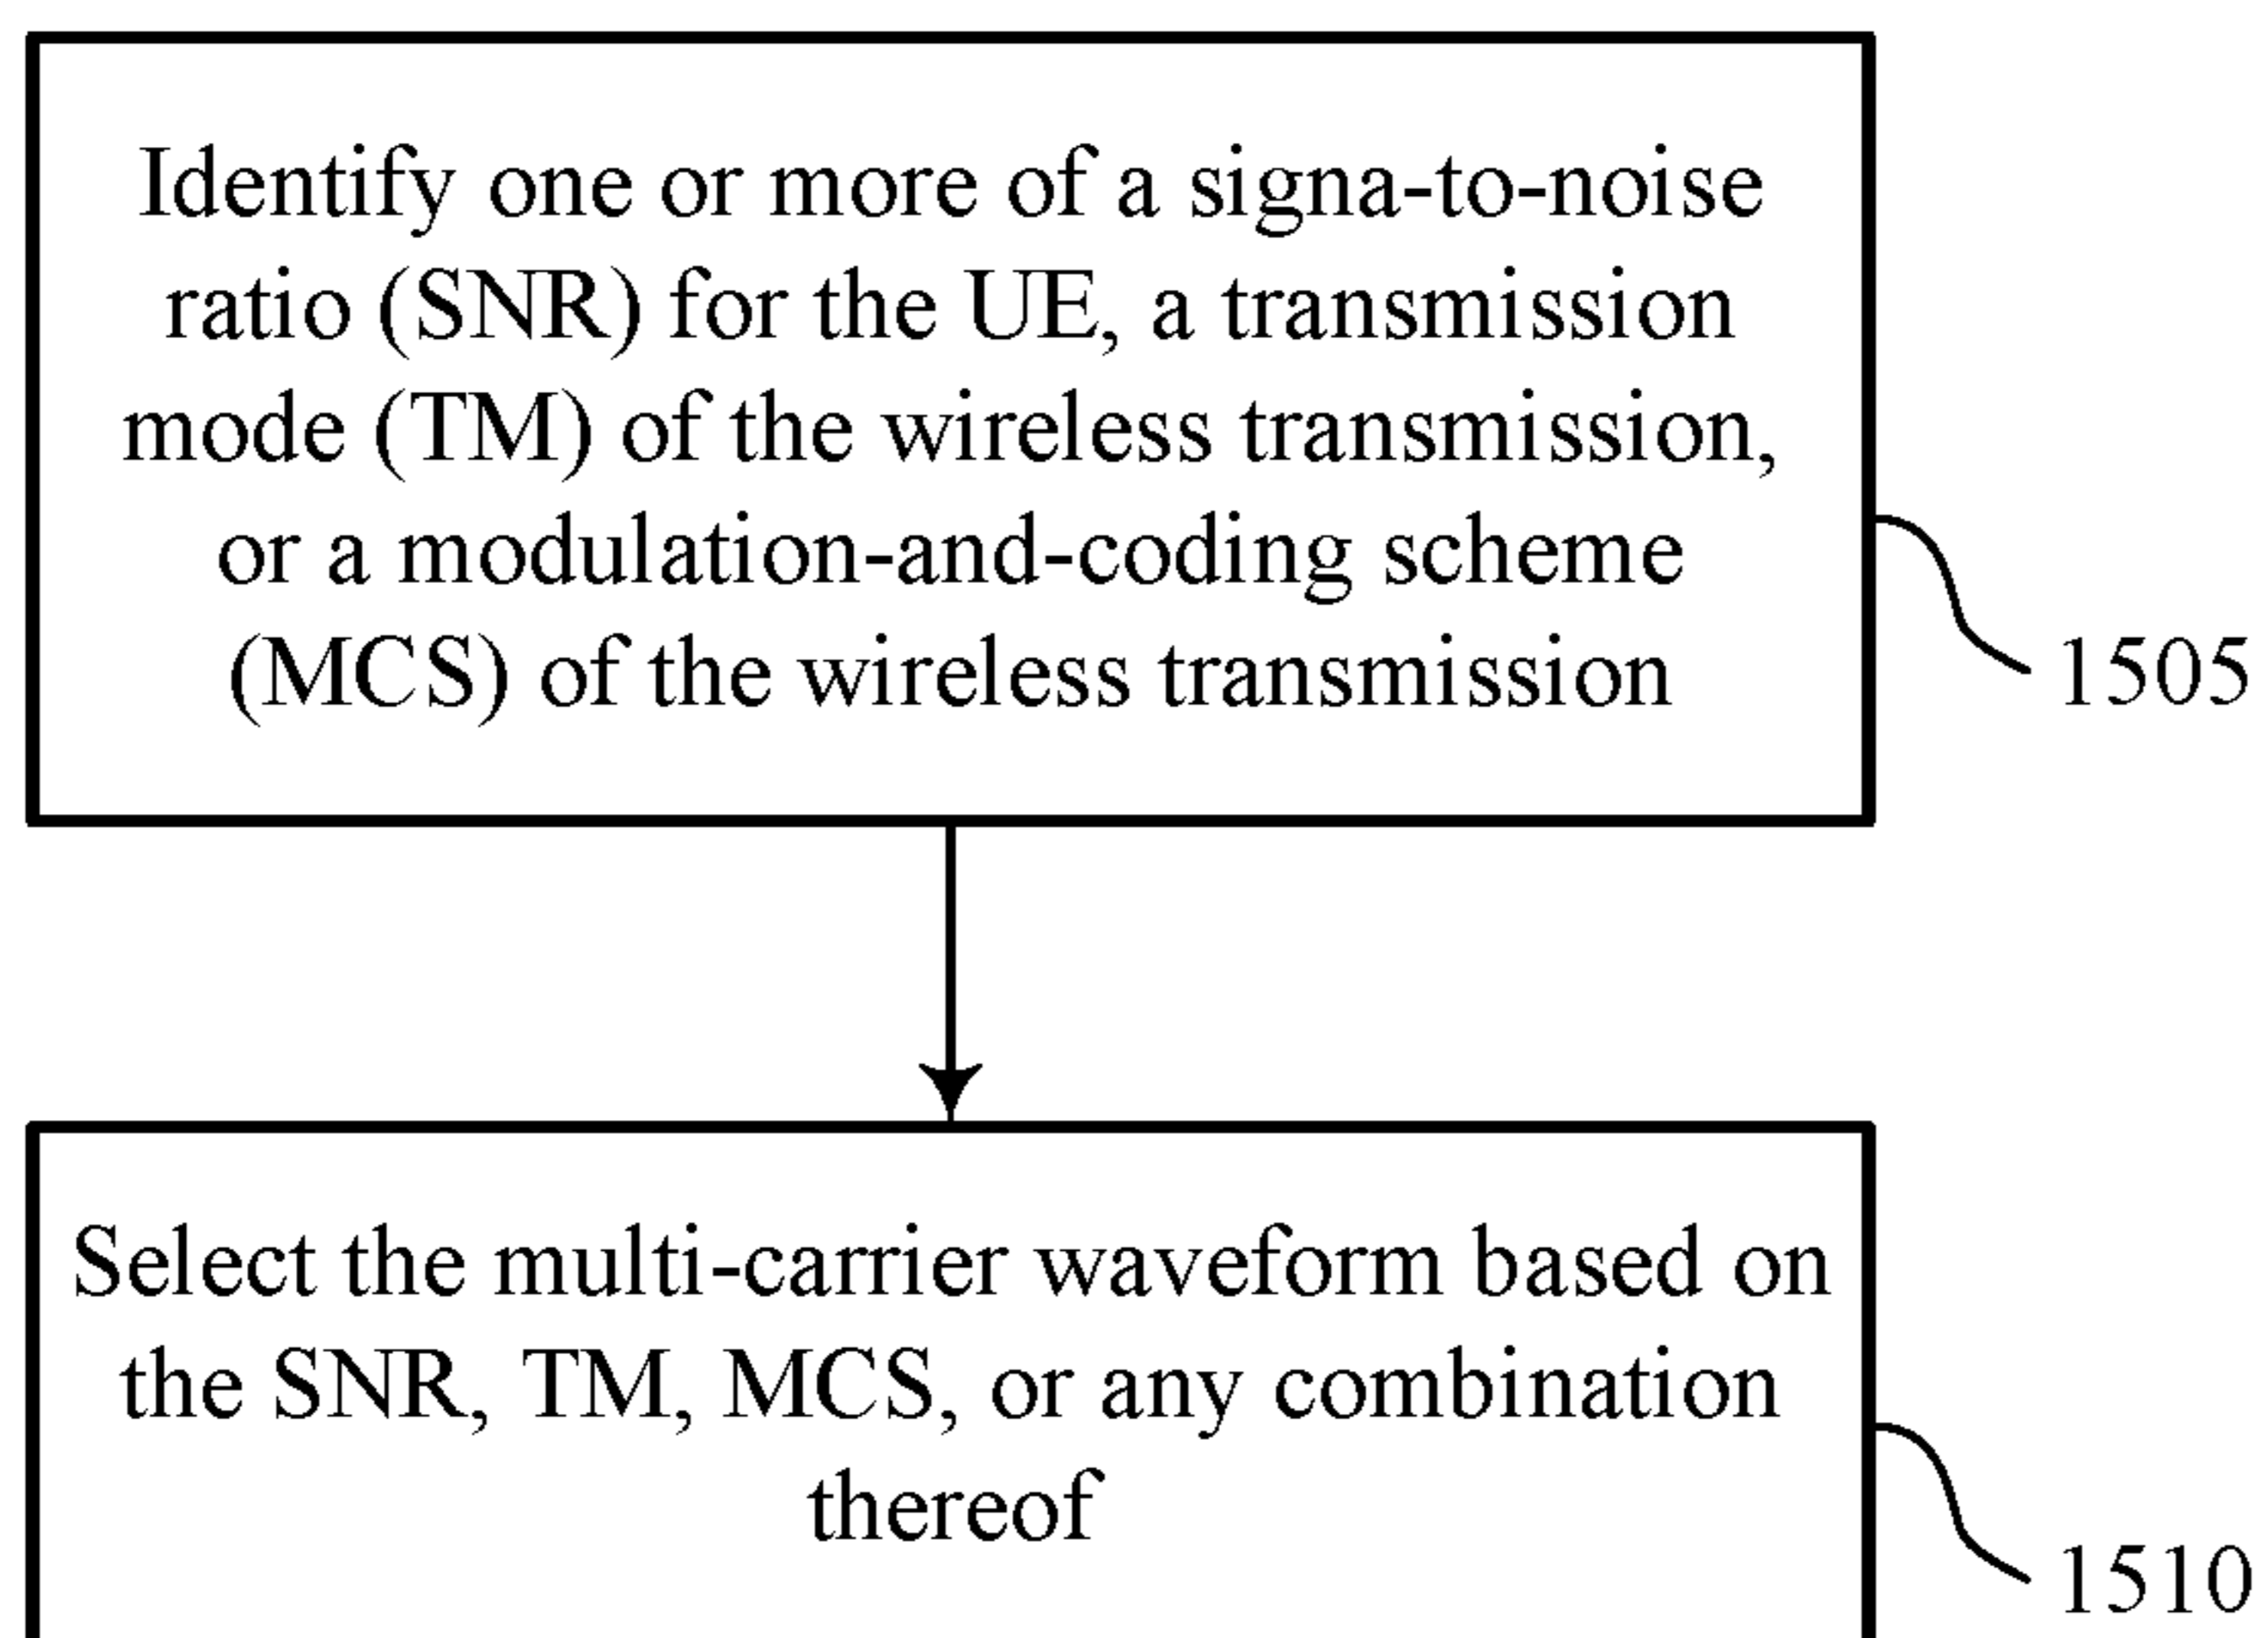 Identify one or more of a signa-to-noise
ratio (SNR) for the UE, a transmission
mode (TM) of the wireless transmission,
or a modulation-and-coding scheme
(MCS) of the wireless transmission
1505
Select the multi-carrier waveform based on
the SNR, TM, MCS, or any combination
thereof
1510